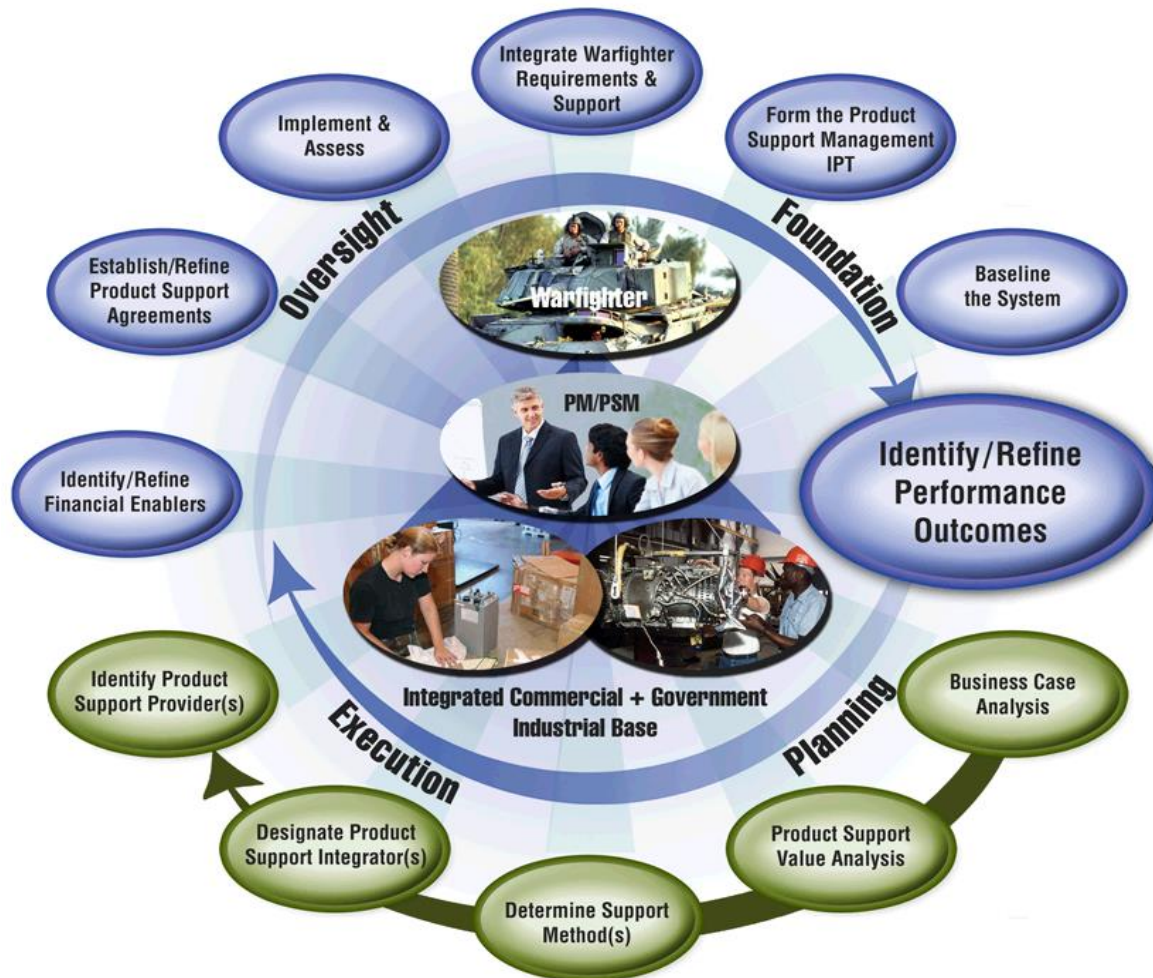 Integrate Warfighter
Requirements &
Support
Form the Product
Support Management
IPT
Baseline
the System
Identify/Refine
Performance
Outcomes
Business Case
Analysis
Product Support
Value Analysis
Determine Support
Method(s)
Designate Product
Support Integrator(s)
Identify Product
Support Provider(s)
Identify/Refine
Financial Enablers
Establish/Refine
Product Support
Agreements
Implement &
Assess
Oversight
Foundation
Planning
Execution
Warfighter
PM/PSM
Integrated Commercial + Government
Industrial Base